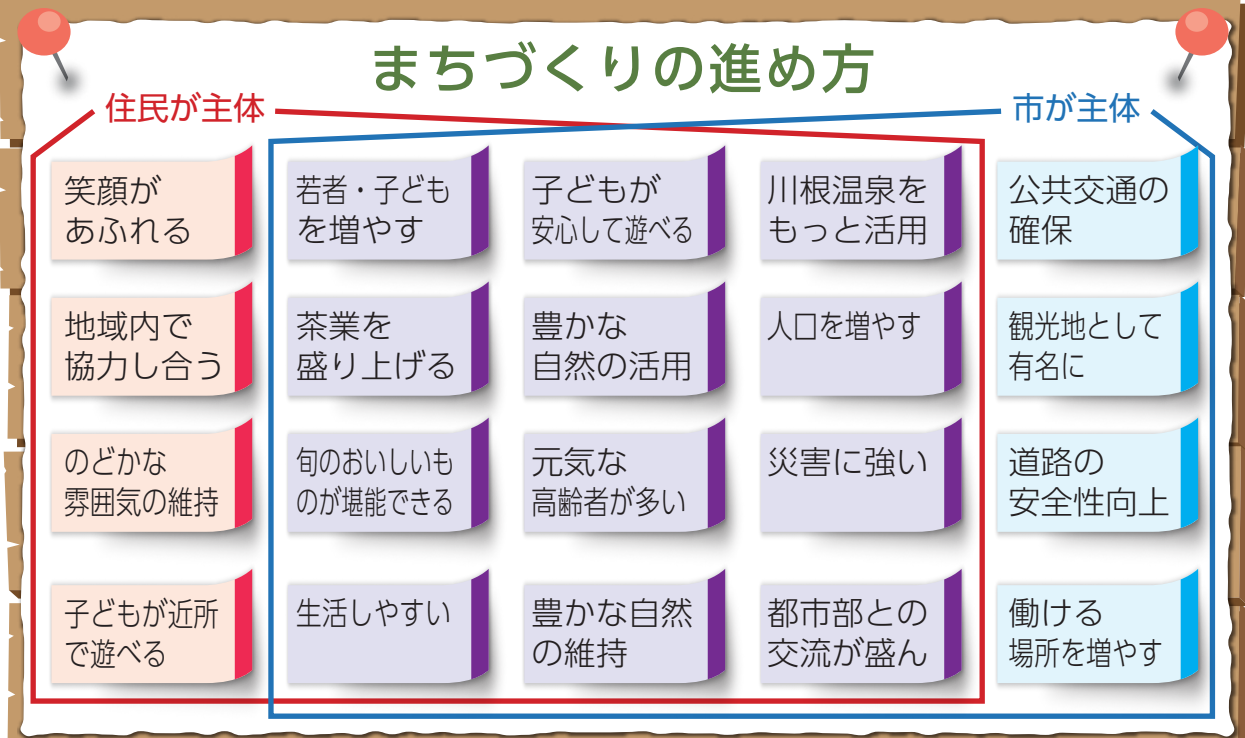 まちづくりの進め方
住民が主体
市が主体
笑顔が
あふれる
若者・子ども
を増やす
子どもが
安心して遊べる
川根温泉を
もっと活用
公共交通の
確保
地域内で
協力し合う
茶業を
盛り上げる
豊かな
自然の活用
人口を増やす
観光地として
有名に
のどかな
雰囲気の維持
旬のおいしいも
のが堪能できる
元気な
高齢者が多い
災害に強い
道路の
安全性向上
子どもが近所
で遊べる
生活しやすい
豊かな自然
の維持
都市部との
交流が盛ん
働ける
場所を増やす